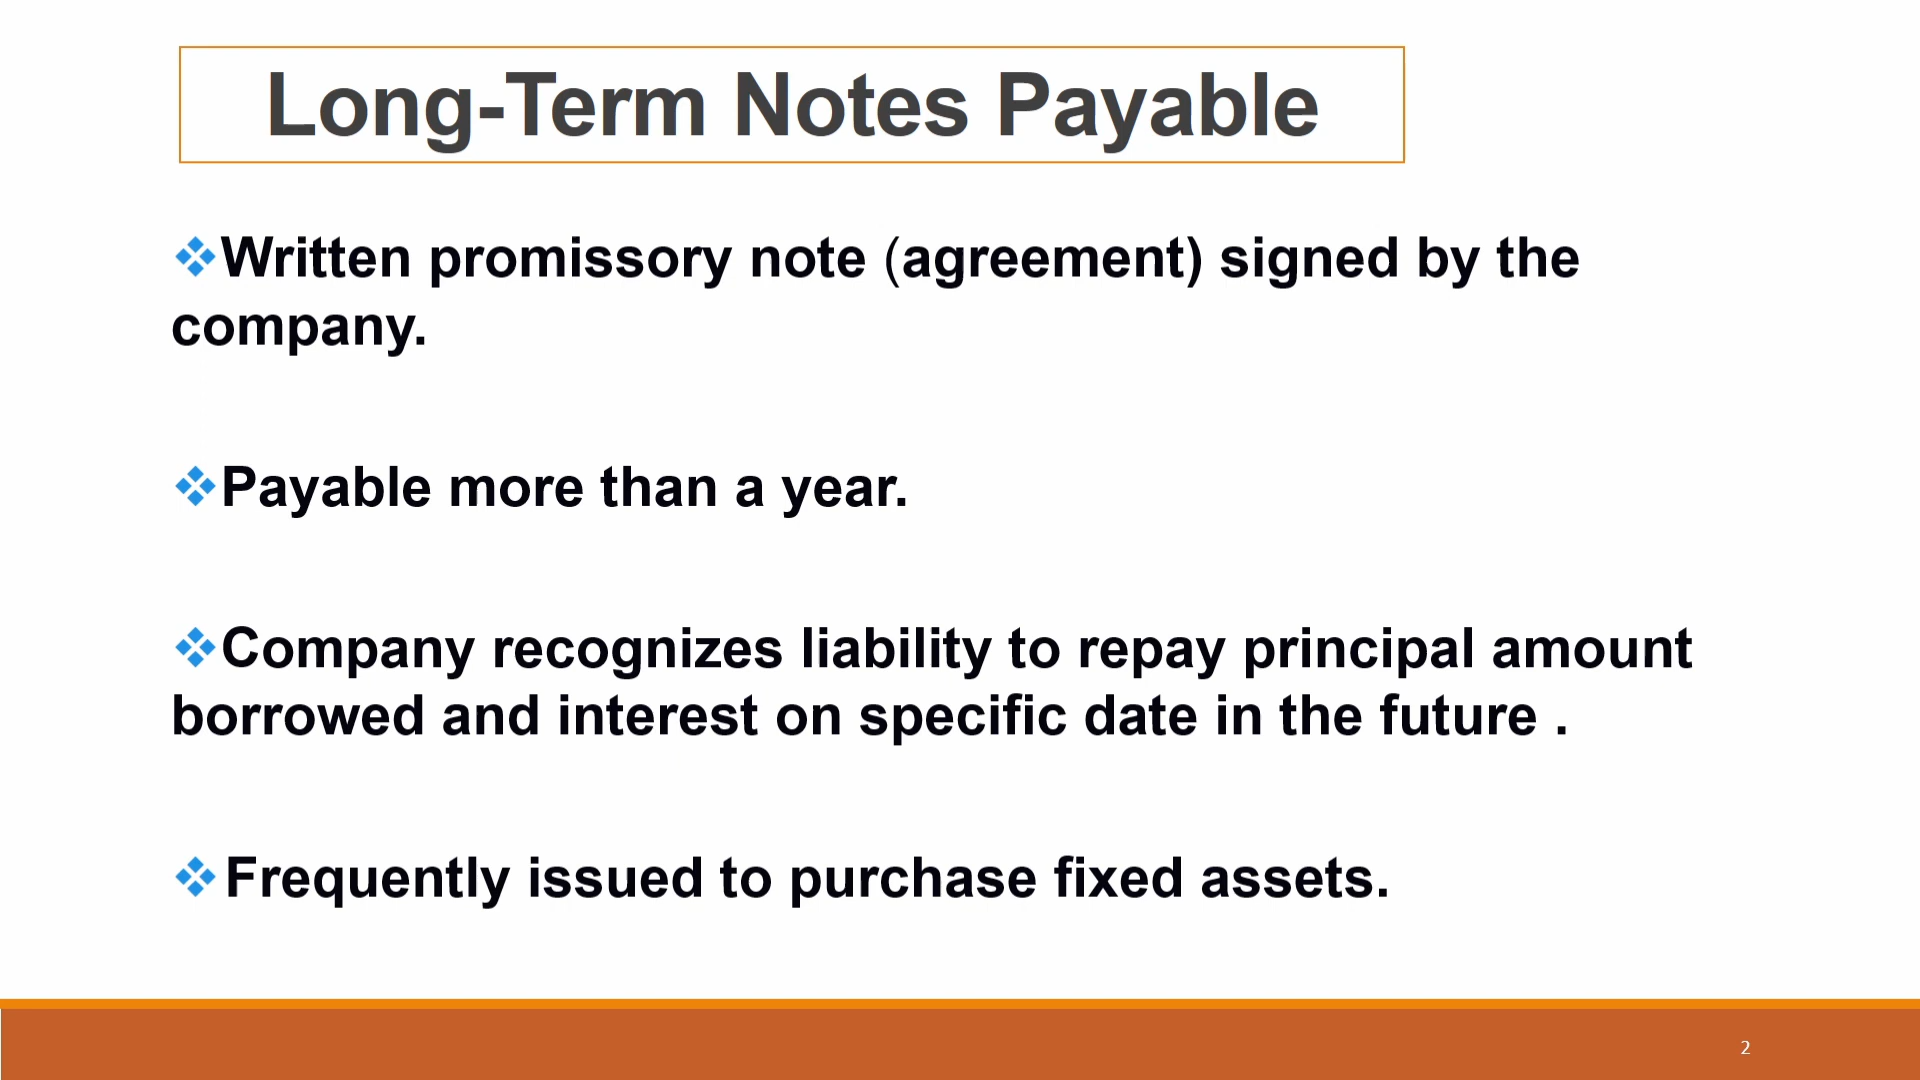 Long-Term Notes Payable
❖Written promissory note (agreement) signed by the
company.
❖Payable more than a year.
❖Company recognizes liability to repay principal amount
borrowed and interest on specific date in the future .
❖Frequently issued to purchase fixed assets.
2